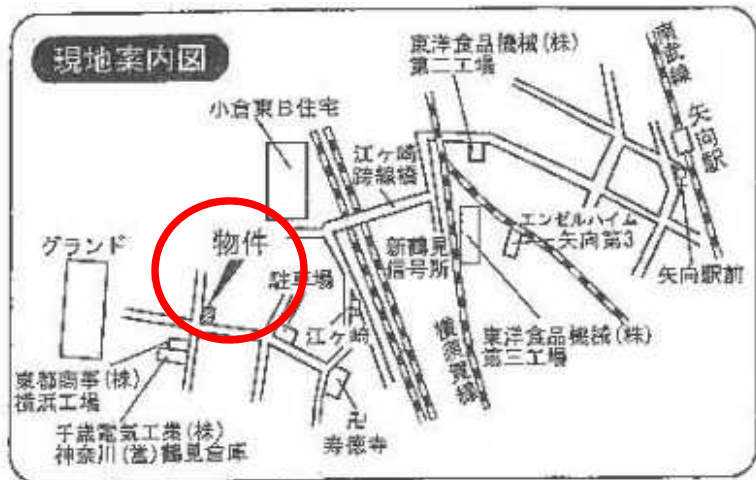 現地案内図
東洋食品機械(株)
第二工場
南武線
矢向駅
小倉東B住宅
江ヶ崎
跨線橋
グランド
物件
エンゼルハイム
矢向第3
新鶴見
信号所
駐車場
矢向駅前
江ヶ崎
横須賀線
東洋食品機械(株)
第三工場
東都商事(株)
横浜工場
卍
寿徳寺
千歳電気工業(株)
神奈川(営)鶴見倉庫